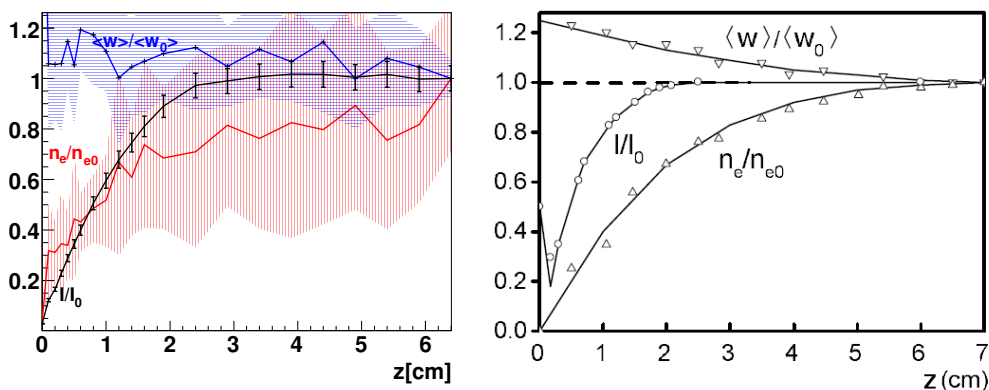 1.2
1
0.8
0.6
0.4
0.2
<w>/<w₀>
nₑ/nₑ₀
I/I₀
0 1 2 3 4 5 6
z[cm]
1.2
1.0
0.8
0.6
0.4
0.2
0.0
⟨w⟩/⟨w₀⟩
I/I₀
nₑ/nₑ₀
0 1 2 3 4 5 6 7
z (cm)